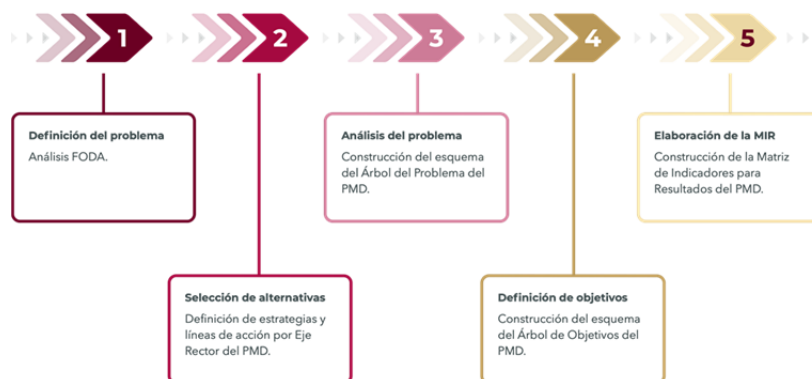 1
2
3
4
5
Definición del problema
Análisis FODA.
Selección de alternativas
Definición de estrategias y
líneas de acción por Eje
Rector del PMD.
Análisis del problema
Construcción del esquema
del Árbol del Problema del
PMD.
Definición de objetivos
Construcción del esquema
del Árbol de Objetivos del
PMD.
Elaboración de la MIR
Construcción de la Matriz
de Indicadores para
Resultados del PMD.